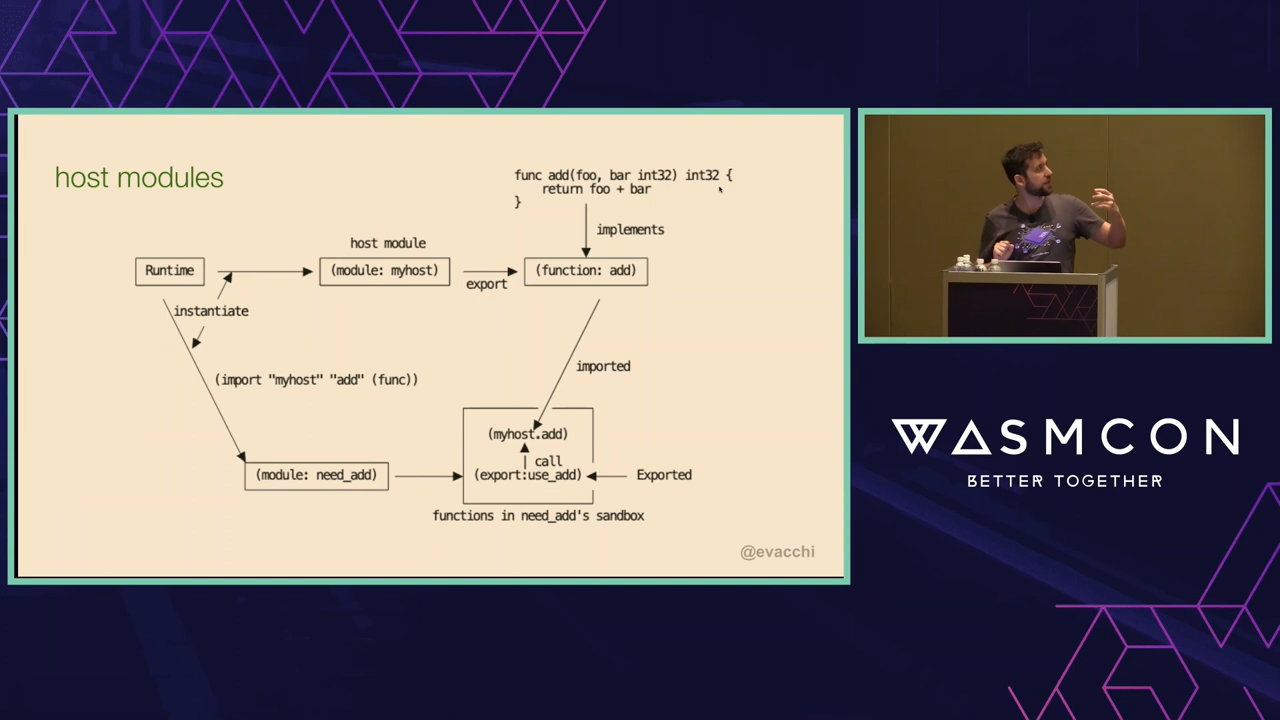 host modules
func add(foo, bar int32) int32 {
return foo + bar
}
implements
host module
Runtime
(module: myhost)
export
(function: add)
instantiate
(import "myhost" "add" (func))
imported
(myhost.add)
call
(module: need_add)
(export:use_add)
Exported
functions in need_add's sandbox
@evacchi
WASMCON
BETTER TOGETHER